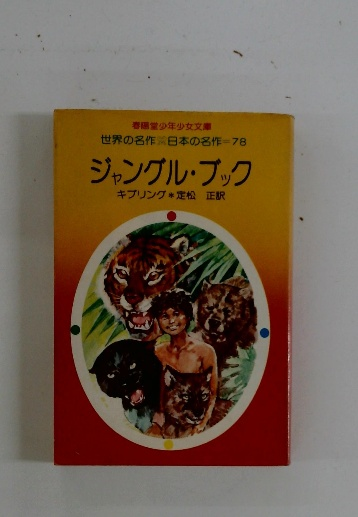 春陽堂少年少女文庫
世界の名作・日本の名作=78
ジャングル・ブック
キプリング*定松 正訳